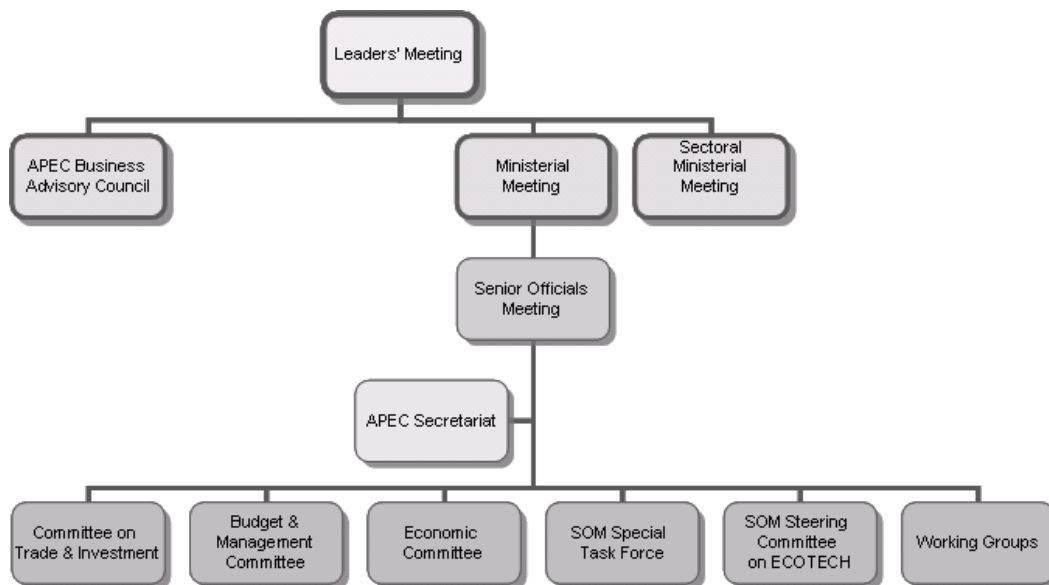 Leaders' Meeting
APEC Business
Advisory Council
Ministerial
Meeting
Sectoral
Ministerial
Meeting
Senior Officials
Meeting
APEC Secretariat
Committee on
Trade & Investment
Budget &
Management
Committee
Economic
Committee
SOM Special
Task Force
SOM Steering
Committee
on ECOTECH
Working Groups